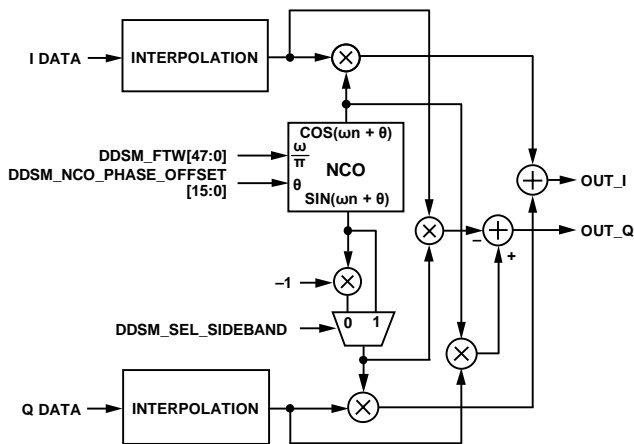 I DATA
INTERPOLATION
×
COS(ωn + θ)
DDSM_FTW[47:0]
ω
π
NCO
DDSM_NCO_PHASE_OFFSET
[15:0]
θ
SIN(ωn + θ)
+
OUT_I
×
–
+
OUT_Q
+
–1
×
0
1
DDSM_SEL_SIDEBAND
×
Q DATA
INTERPOLATION
×